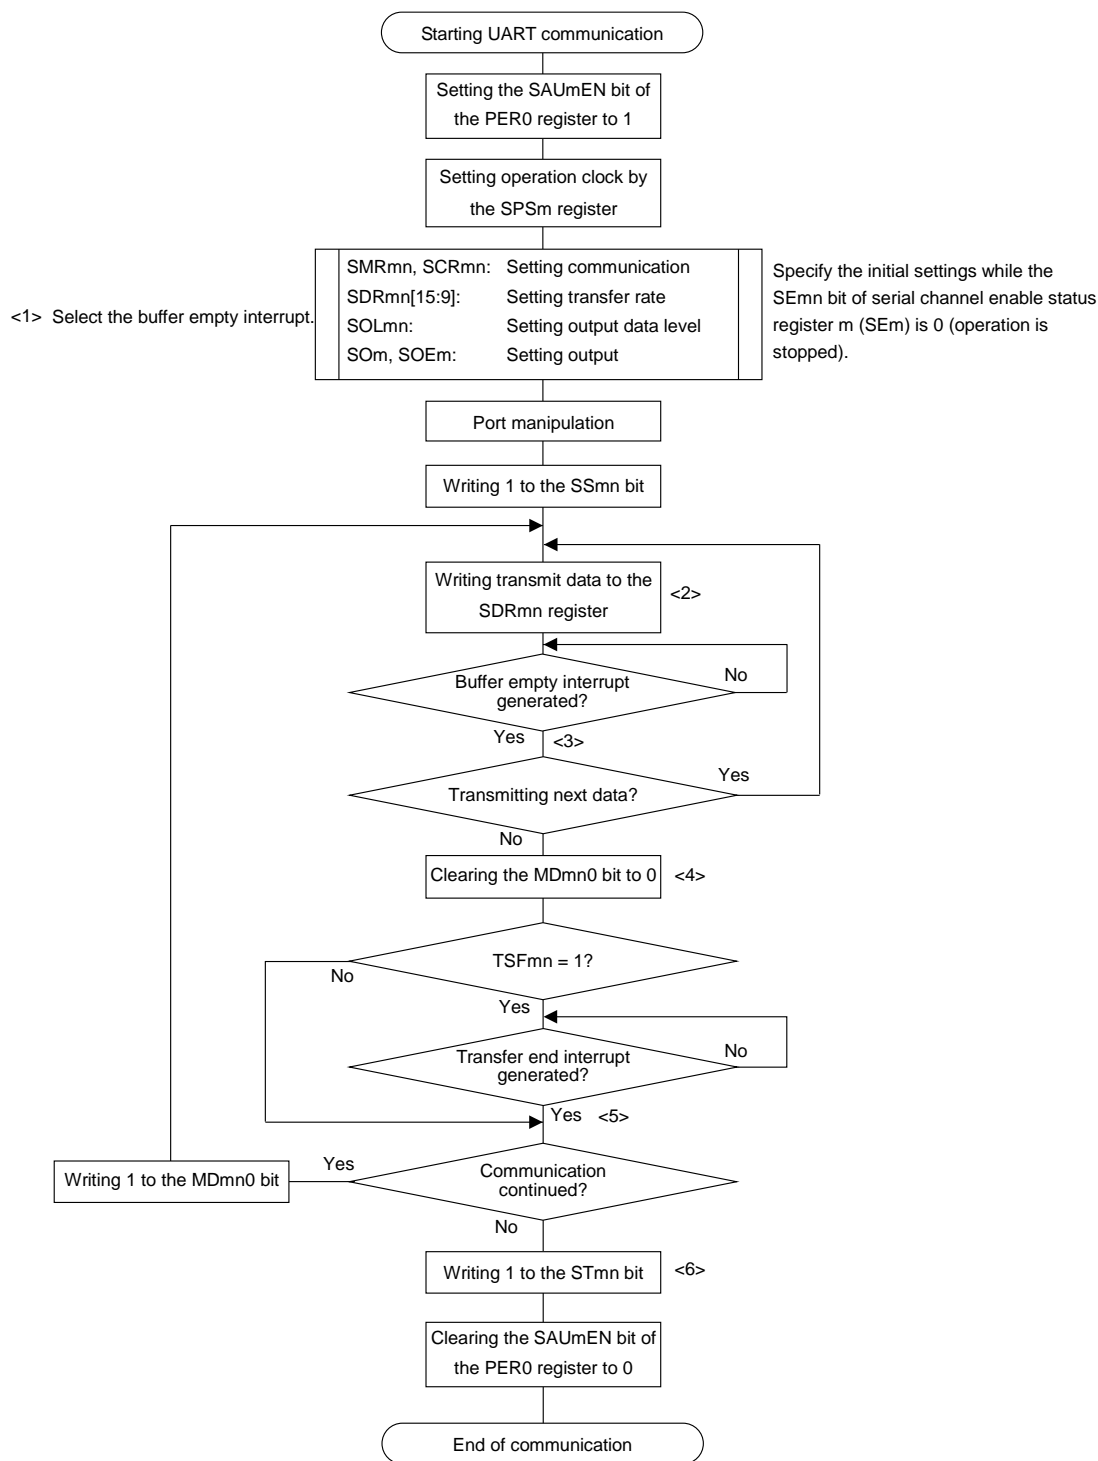 Starting UART communication
Setting the SAUmEN bit of
the PER0 register to 1
Setting operation clock by
the SPSm register
<1> Select the buffer empty interrupt.
SMRmn, SCRmn: Setting communication
SDRmn[15:9]: Setting transfer rate
SOLmn: Setting output data level
SOm, SOEm: Setting output
Specify the initial settings while the
SEmn bit of serial channel enable status
register m (SEm) is 0 (operation is
stopped).
Port manipulation
Writing 1 to the SSmn bit
Writing transmit data to the
SDRmn register
<2>
Buffer empty interrupt
generated?
No
Yes
<3>
Transmitting next data?
Yes
No
Clearing the MDmn0 bit to 0
<4>
TSFmn = 1?
No
Yes
Transfer end interrupt
generated?
No
Yes
<5>
Communication
continued?
Yes
Writing 1 to the MDmn0 bit
No
Writing 1 to the STmn bit
<6>
Clearing the SAUmEN bit of
the PER0 register to 0
End of communication